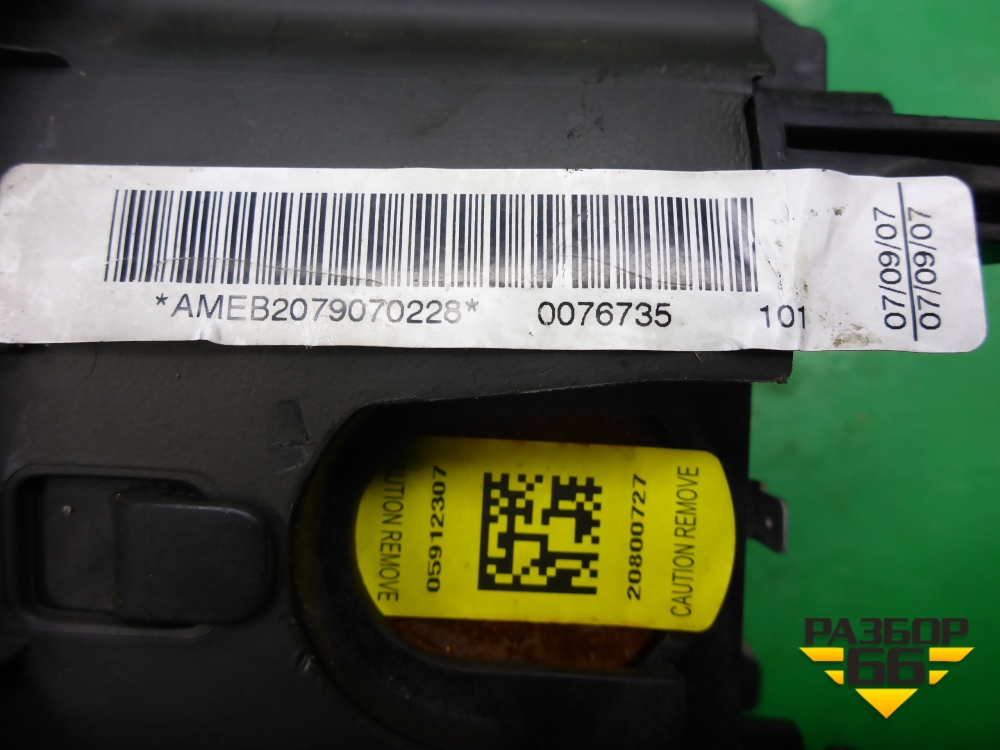 *AMEB2079070228* 0076735 101
07/09/07
07/09/07
CAUTION REMOVE
05912307
20800727
CAUTION REMOVE
РАЗБОР
66